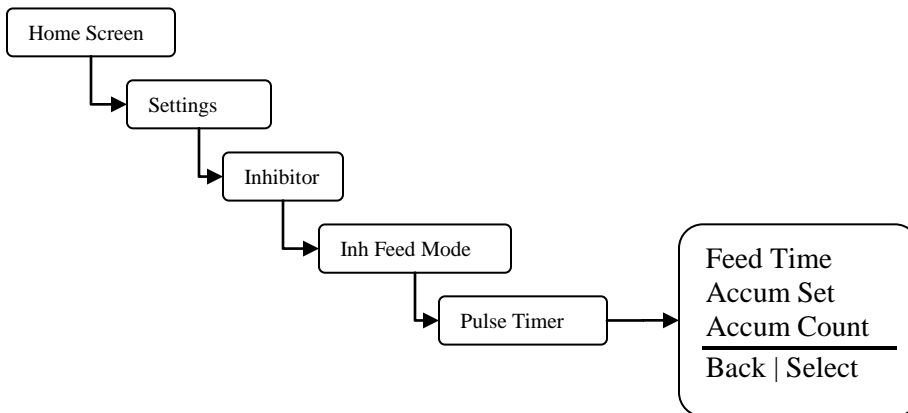 Home Screen
Settings
Inhibitor
Inh Feed Mode
Pulse Timer
Feed Time
Accum Set
Accum Count
Back | Select